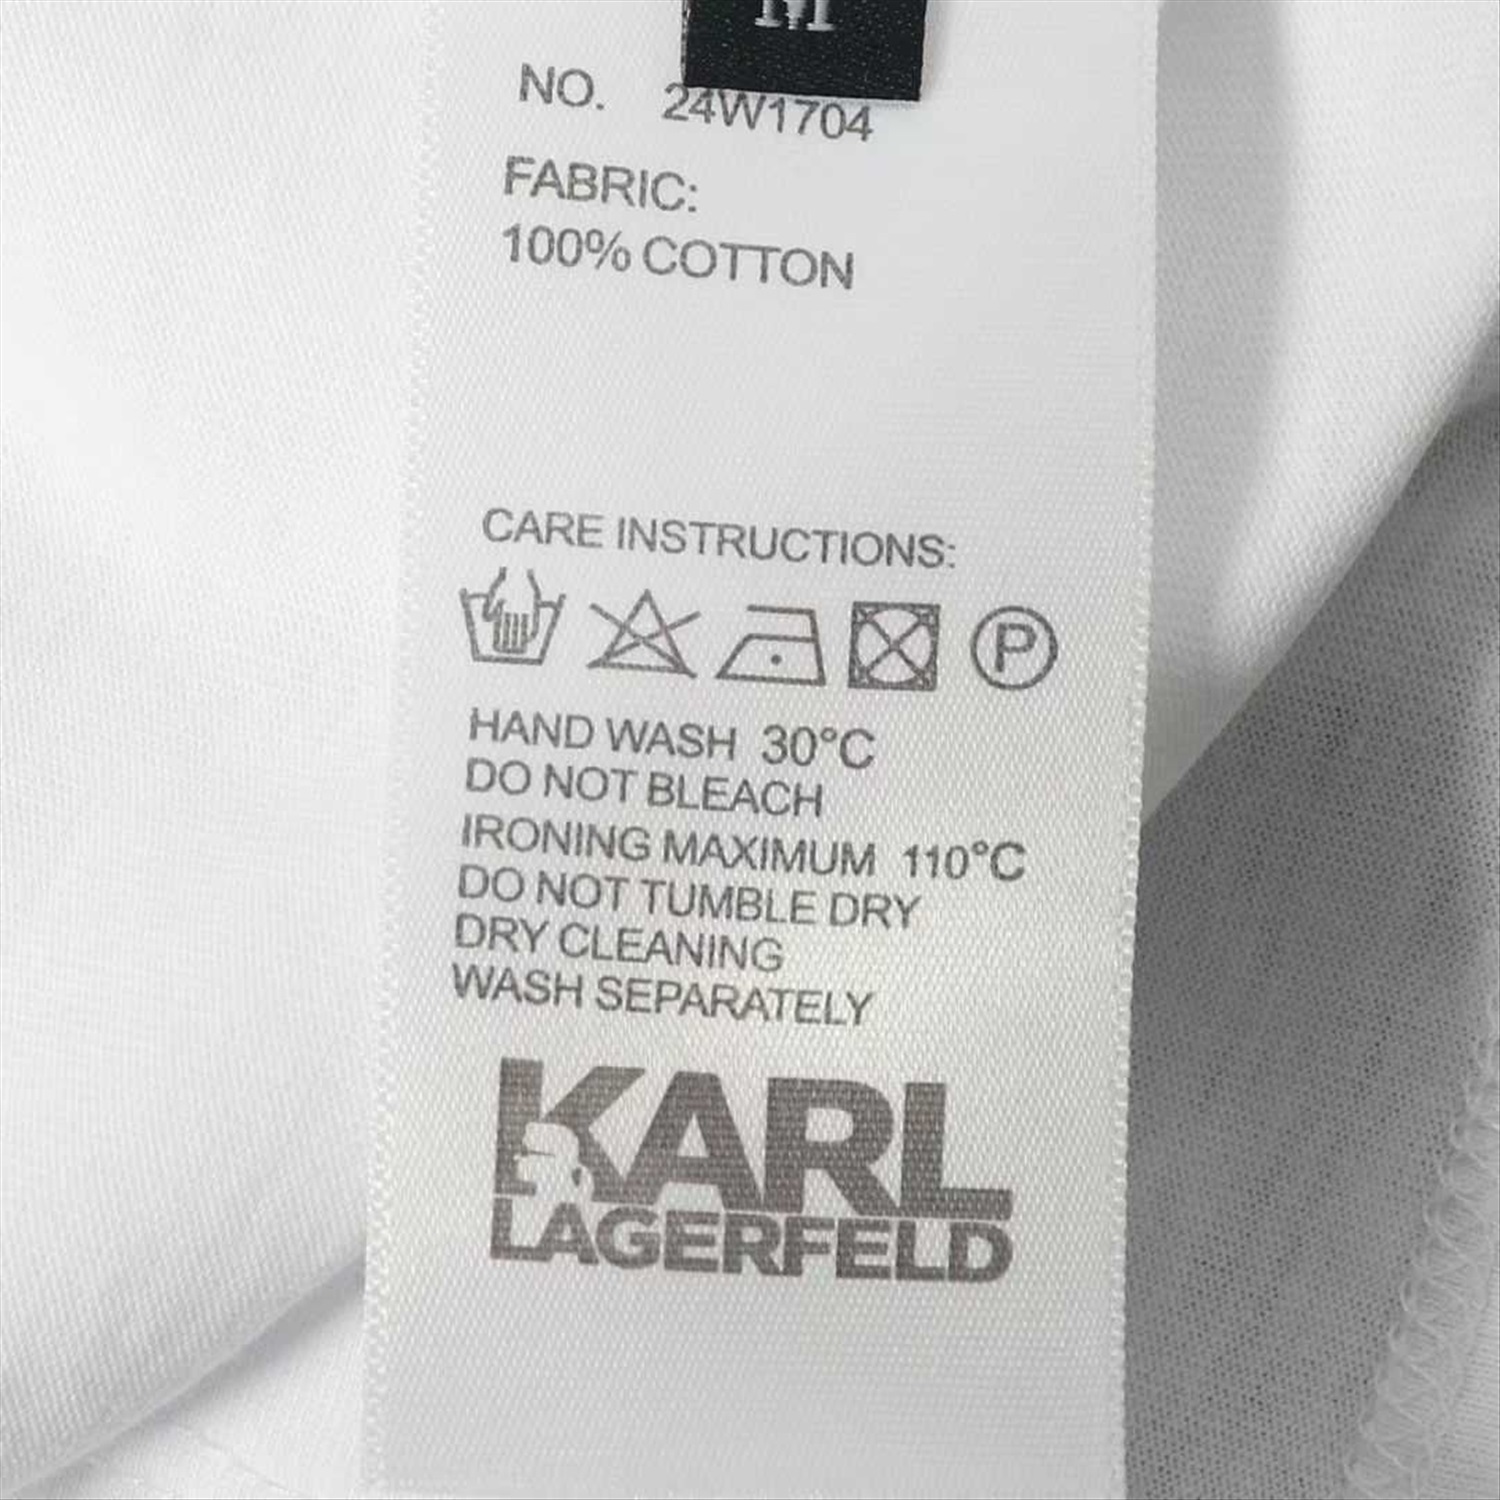 M
NO. 24W1704
FABRIC:
100% COTTON
CARE INSTRUCTIONS:
P
HAND WASH 30°C
DO NOT BLEACH
IRONING MAXIMUM 110°C
DO NOT TUMBLE DRY
DRY CLEANING
WASH SEPARATELY
KARL
LAGERFELD